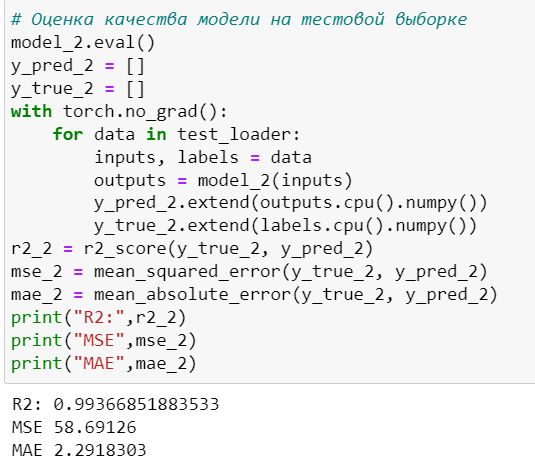 # Оценка качества модели на тестовой выборке
model_2.eval()
y_pred_2 = []
y_true_2 = []
with torch.no_grad():
    for data in test_loader:
        inputs, labels = data
        outputs = model_2(inputs)
        y_pred_2.extend(outputs.cpu().numpy())
        y_true_2.extend(labels.cpu().numpy())
r2_2 = r2_score(y_true_2, y_pred_2)
mse_2 = mean_squared_error(y_true_2, y_pred_2)
mae_2 = mean_absolute_error(y_true_2, y_pred_2)
print("R2:",r2_2)
print("MSE",mse_2)
print("MAE",mae_2)
R2: 0.99366851883533
MSE 58.69126
MAE 2.2918303